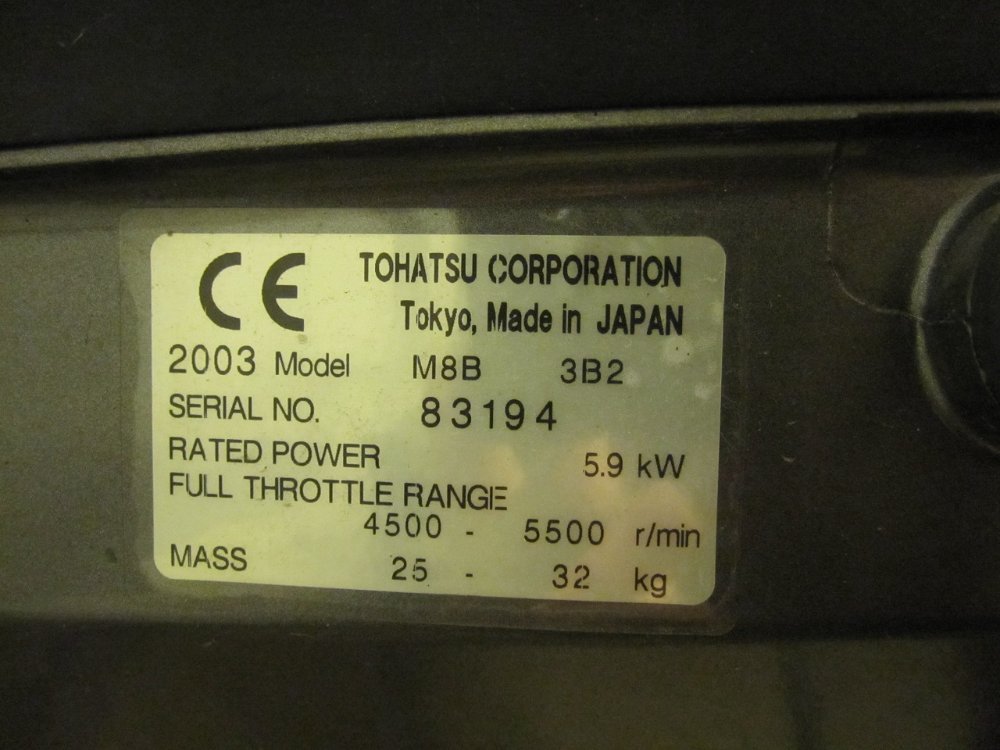 CE TOHATSU CORPORATION
Tokyo, Made in JAPAN
2003 Model M8B 3B2
SERIAL NO. 83194
RATED POWER 5.9 kW
FULL THROTTLE RANGE
4500 - 5500 r/min
MASS 25 - 32 kg